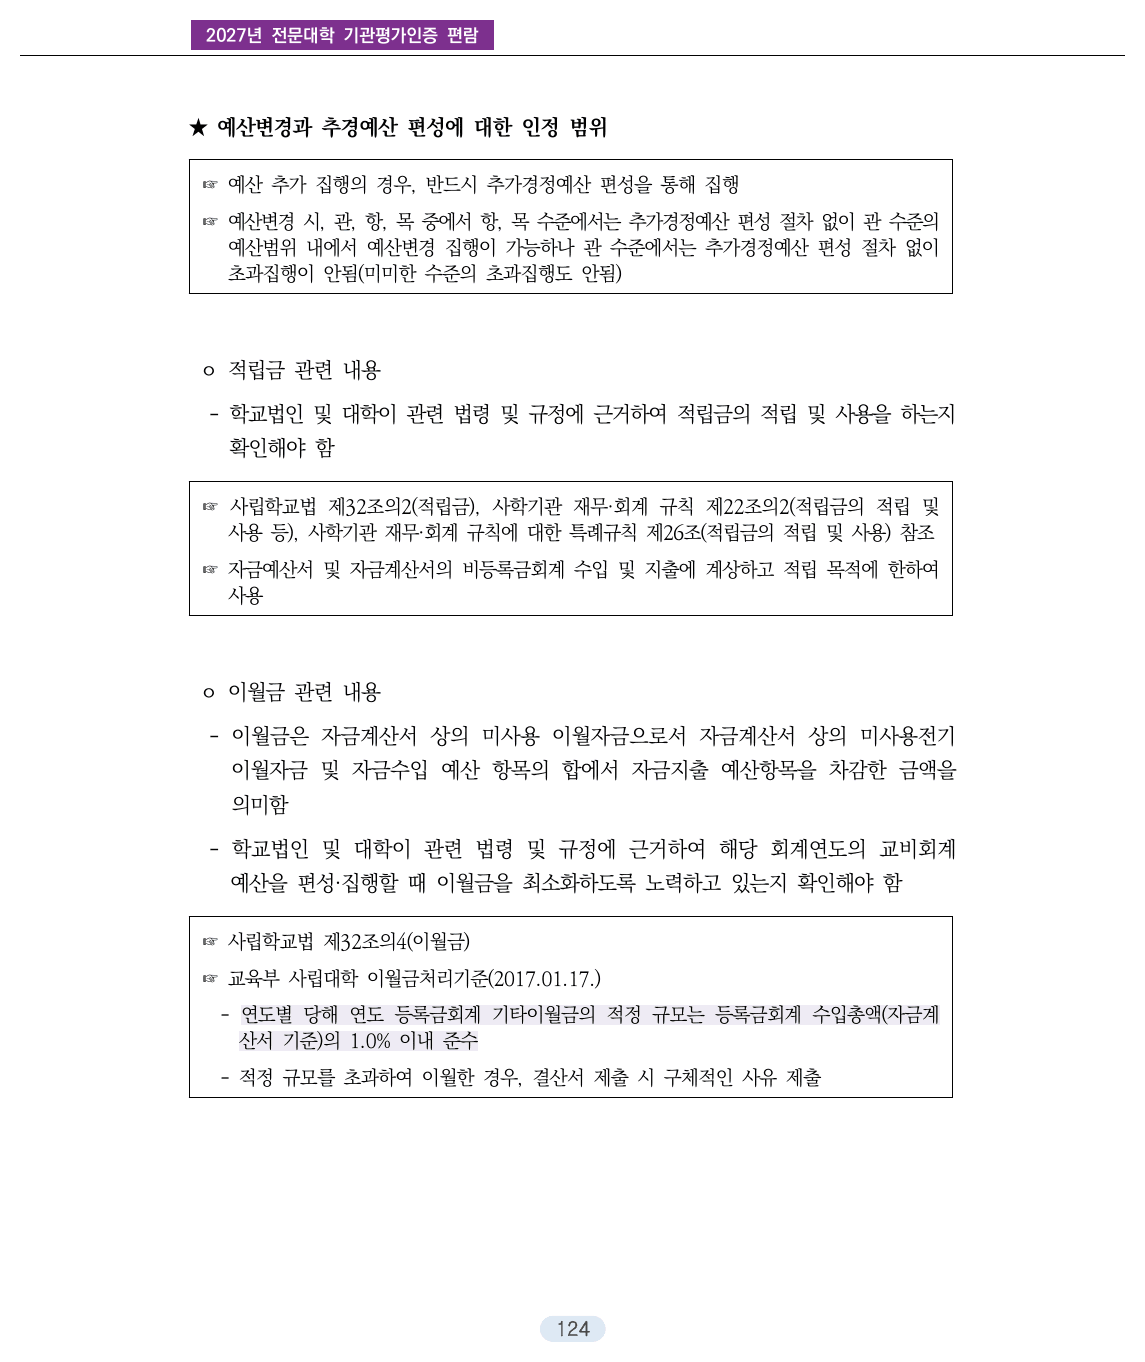 2027년 전문대학 기관평가인증 편람
★ 예산변경과 추경예산 편성에 대한 인정 범위
☞ 예산 추가 집행의 경우, 반드시 추가경정예산 편성을 통해 집행
☞ 예산변경 시, 관, 항, 목 중에서 항, 목 수준에서는 추가경정예산 편성 절차 없이 관 수준의
예산범위 내에서 예산변경 집행이 가능하나 관 수준에서는 추가경정예산 편성 절차 없이
초과집행이 안됨(미미한 수준의 초과집행도 안됨)
ㅇ 적립금 관련 내용
- 학교법인 및 대학이 관련 법령 및 규정에 근거하여 적립금의 적립 및 사용을 하는지
확인해야 함
☞ 사립학교법 제32조의2(적립금), 사학기관 재무·회계 규칙 제22조의2(적립금의 적립 및
사용 등), 사학기관 재무·회계 규칙에 대한 특례규칙 제26조(적립금의 적립 및 사용) 참조
☞ 자금예산서 및 자금계산서의 비등록금회계 수입 및 지출에 계상하고 적립 목적에 한하여
사용
ㅇ 이월금 관련 내용
- 이월금은 자금계산서 상의 미사용 이월자금으로서 자금계산서 상의 미사용전기
이월자금 및 자금수입 예산 항목의 합에서 자금지출 예산항목을 차감한 금액을
의미함
- 학교법인 및 대학이 관련 법령 및 규정에 근거하여 해당 회계연도의 교비회계
예산을 편성·집행할 때 이월금을 최소화하도록 노력하고 있는지 확인해야 함
☞ 사립학교법 제32조의4(이월금)
☞ 교육부 사립대학 이월금처리기준(2017.01.17.)
- 연도별 당해 연도 등록금회계 기타이월금의 적정 규모는 등록금회계 수입총액(자금계
산서 기준)의 1.0% 이내 준수
- 적정 규모를 초과하여 이월한 경우, 결산서 제출 시 구체적인 사유 제출
124